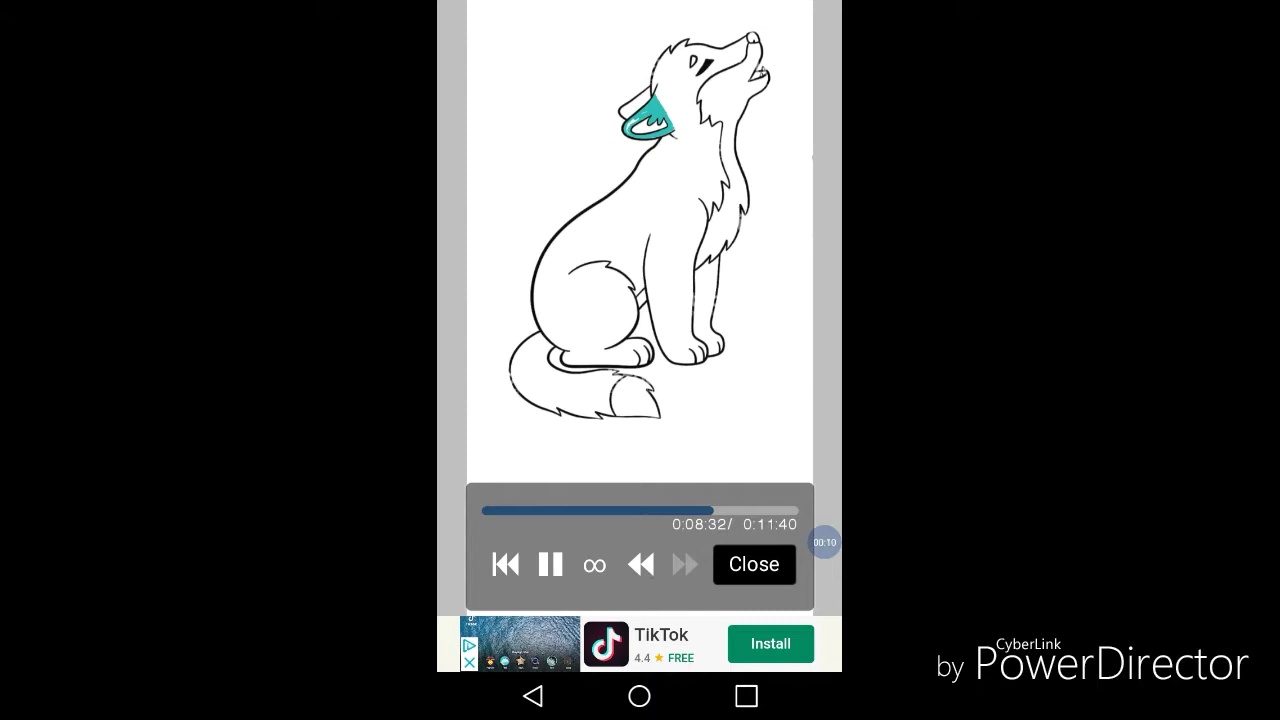 0:08:32/ 0:11:40
00:10
Close
TikTok
4.4 ★ FREE
Install
CyberLink
by PowerDirector